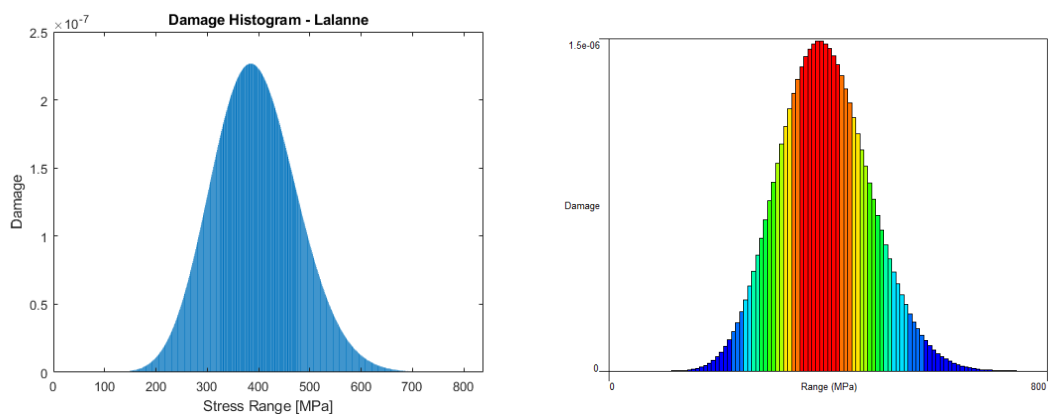 Damage Histogram - Lalanne
×10⁻⁷
2.5
2
1.5
1
0.5
0
Damage
0 100 200 300 400 500 600 700 800
Stress Range [MPa]
1.5e-06
Damage
0
0 Range (MPa) 800